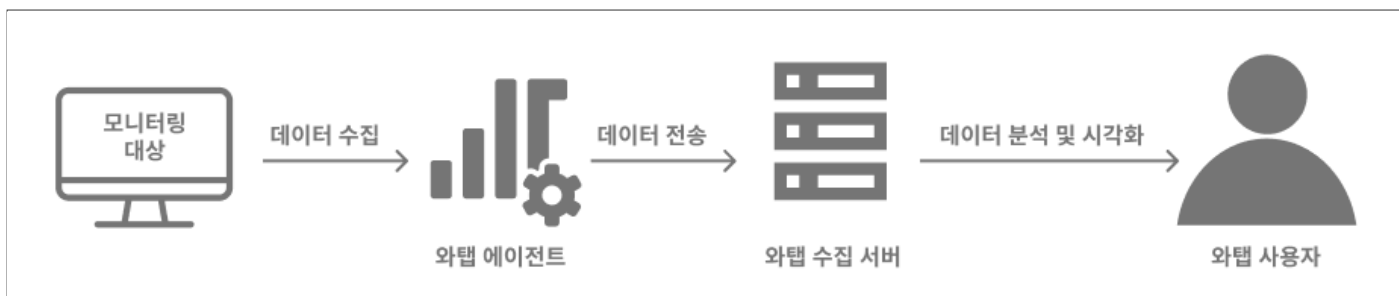 모니터링
대상
데이터 수집
데이터 전송
데이터 분석 및 시각화
와탭 에이전트
와탭 수집 서버
와탭 사용자